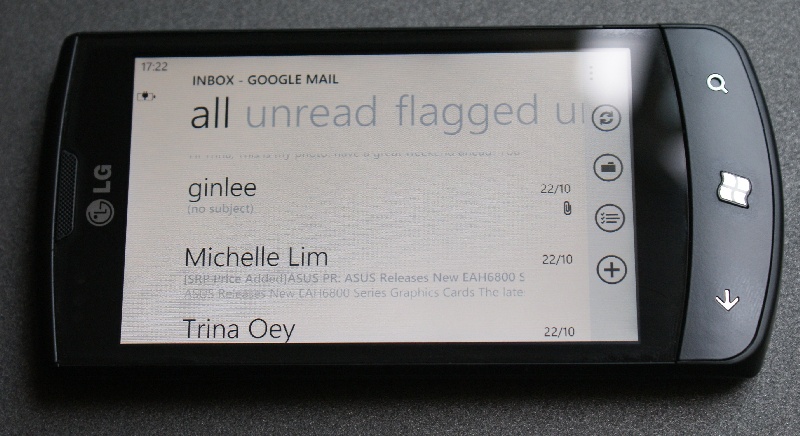 17:22
INBOX - GOOGLE MAIL
all unread flagged u
ginlee
22/10
(no subject)
Michelle Lim
22/10
[SRP Price Added]ASUS PR: ASUS Releases New EAH6800 S
ASUS Releases New EAH6800 Series Graphics Cards The late
Trina Oey
22/10
LG